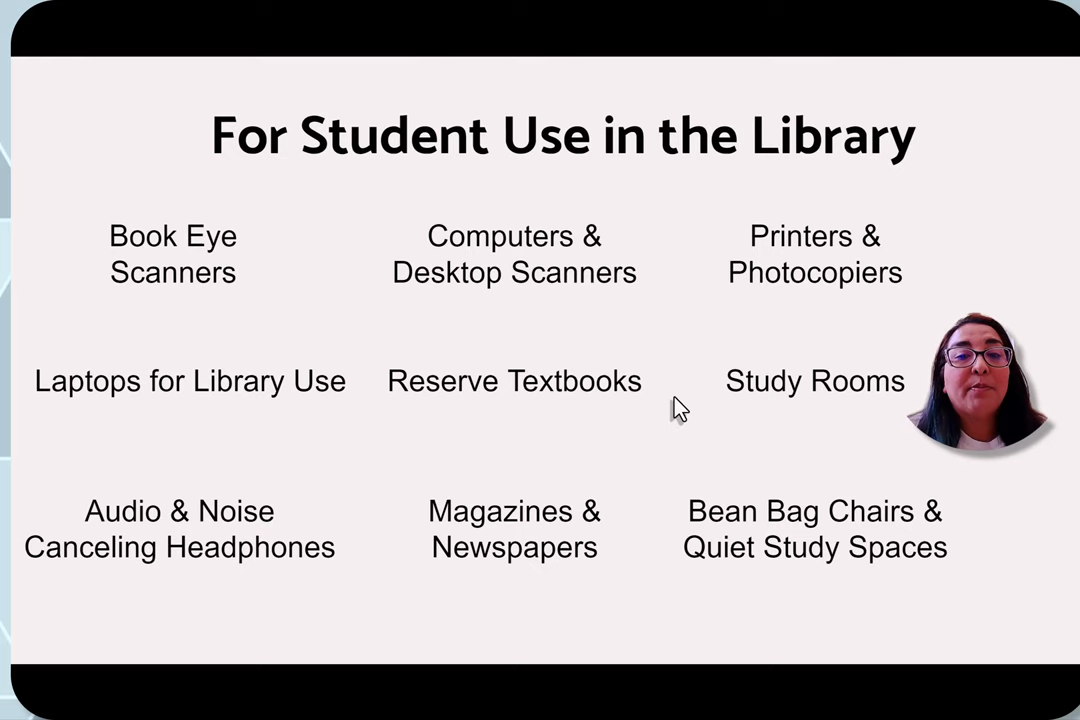 For Student Use in the Library
Book Eye
Scanners
Computers &
Desktop Scanners
Printers &
Photocopiers
Laptops for Library Use
Reserve Textbooks
Study Rooms
Audio & Noise
Canceling Headphones
Magazines &
Newspapers
Bean Bag Chairs &
Quiet Study Spaces